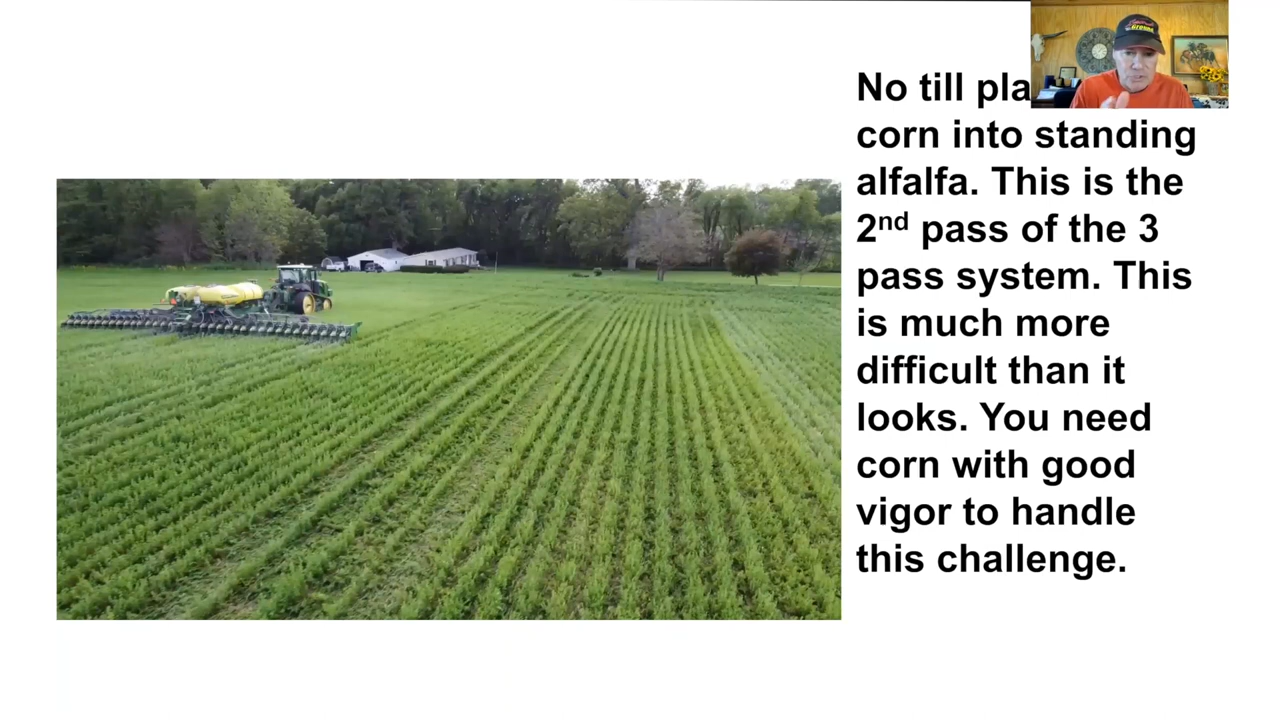 No till
corn into standing
alfalfa. This is the
2nd pass of the 3
pass system. This
is much more
difficult than it
looks. You need
corn with good
vigor to handle
this challenge.